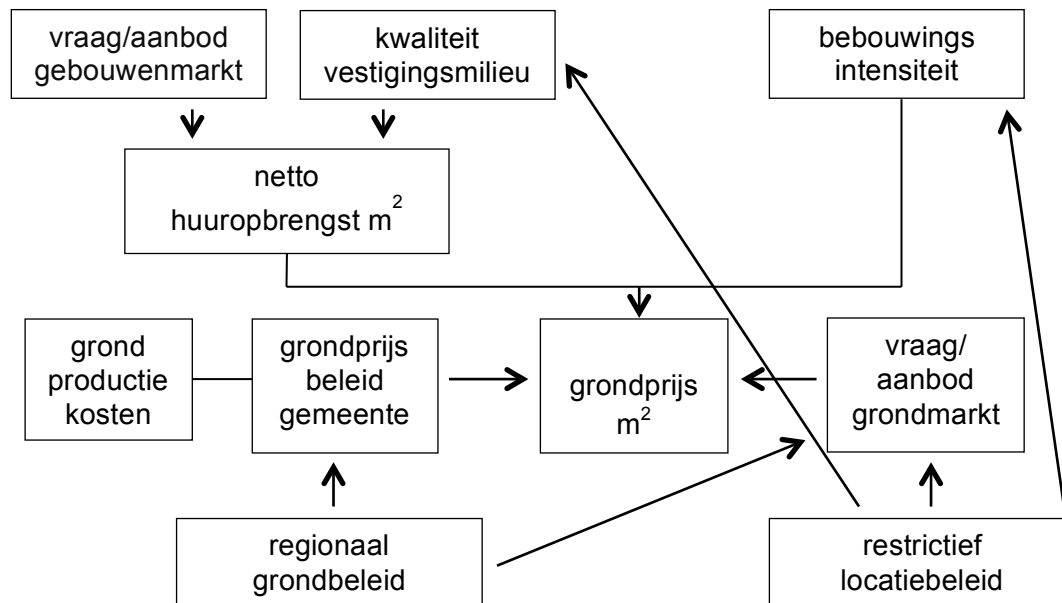 vraag/aanbod
gebouwenmarkt
kwaliteit
vestigingsmilieu
bebouwings
intensiteit
netto
huuropbrengst m²
grond
productie
kosten
grondprijs
beleid
gemeente
grondprijs
m²
vraag/
aanbod
grondmarkt
regionaal
grondbeleid
restrictief
locatiebeleid